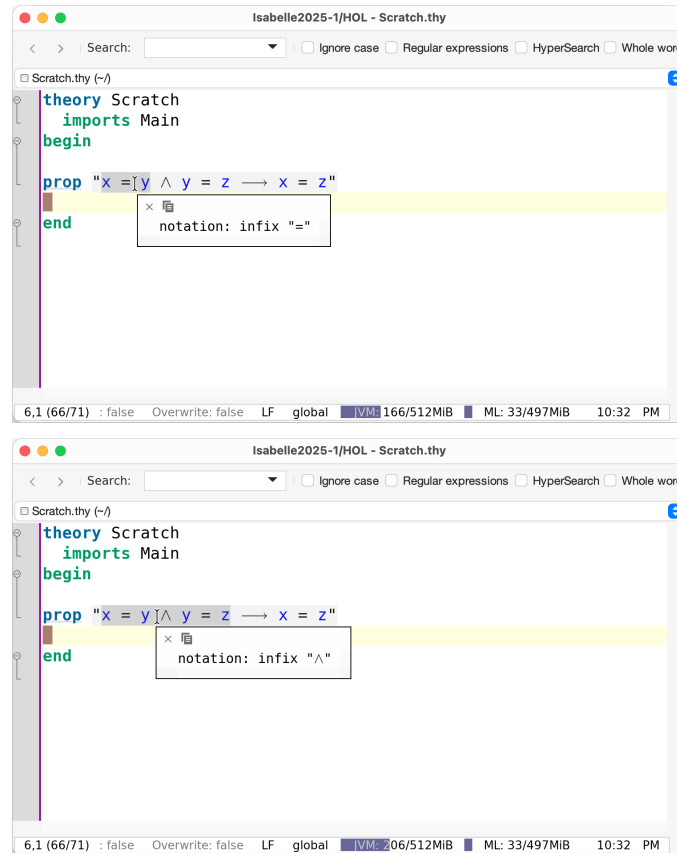 Isabelle2025-1/HOL - Scratch.thy
Search: Ignore case Regular expressions HyperSearch Whole wor
Scratch.thy (~/)
theory Scratch
imports Main
begin
prop "x = y ∧ y = z ⟶ x = z"
notation: infix "="
end
6,1 (66/71) : false Overwrite: false LF global JVM: 166/512MiB ML: 33/497MiB 10:32 PM
Isabelle2025-1/HOL - Scratch.thy
Search: Ignore case Regular expressions HyperSearch Whole wor
Scratch.thy (~/)
theory Scratch
imports Main
begin
prop "x = y ∧ y = z ⟶ x = z"
end
notation: infix "∧"
6,1 (66/71) : false Overwrite: false LF global JVM: 206/512MiB ML: 33/497MiB 10:32 PM